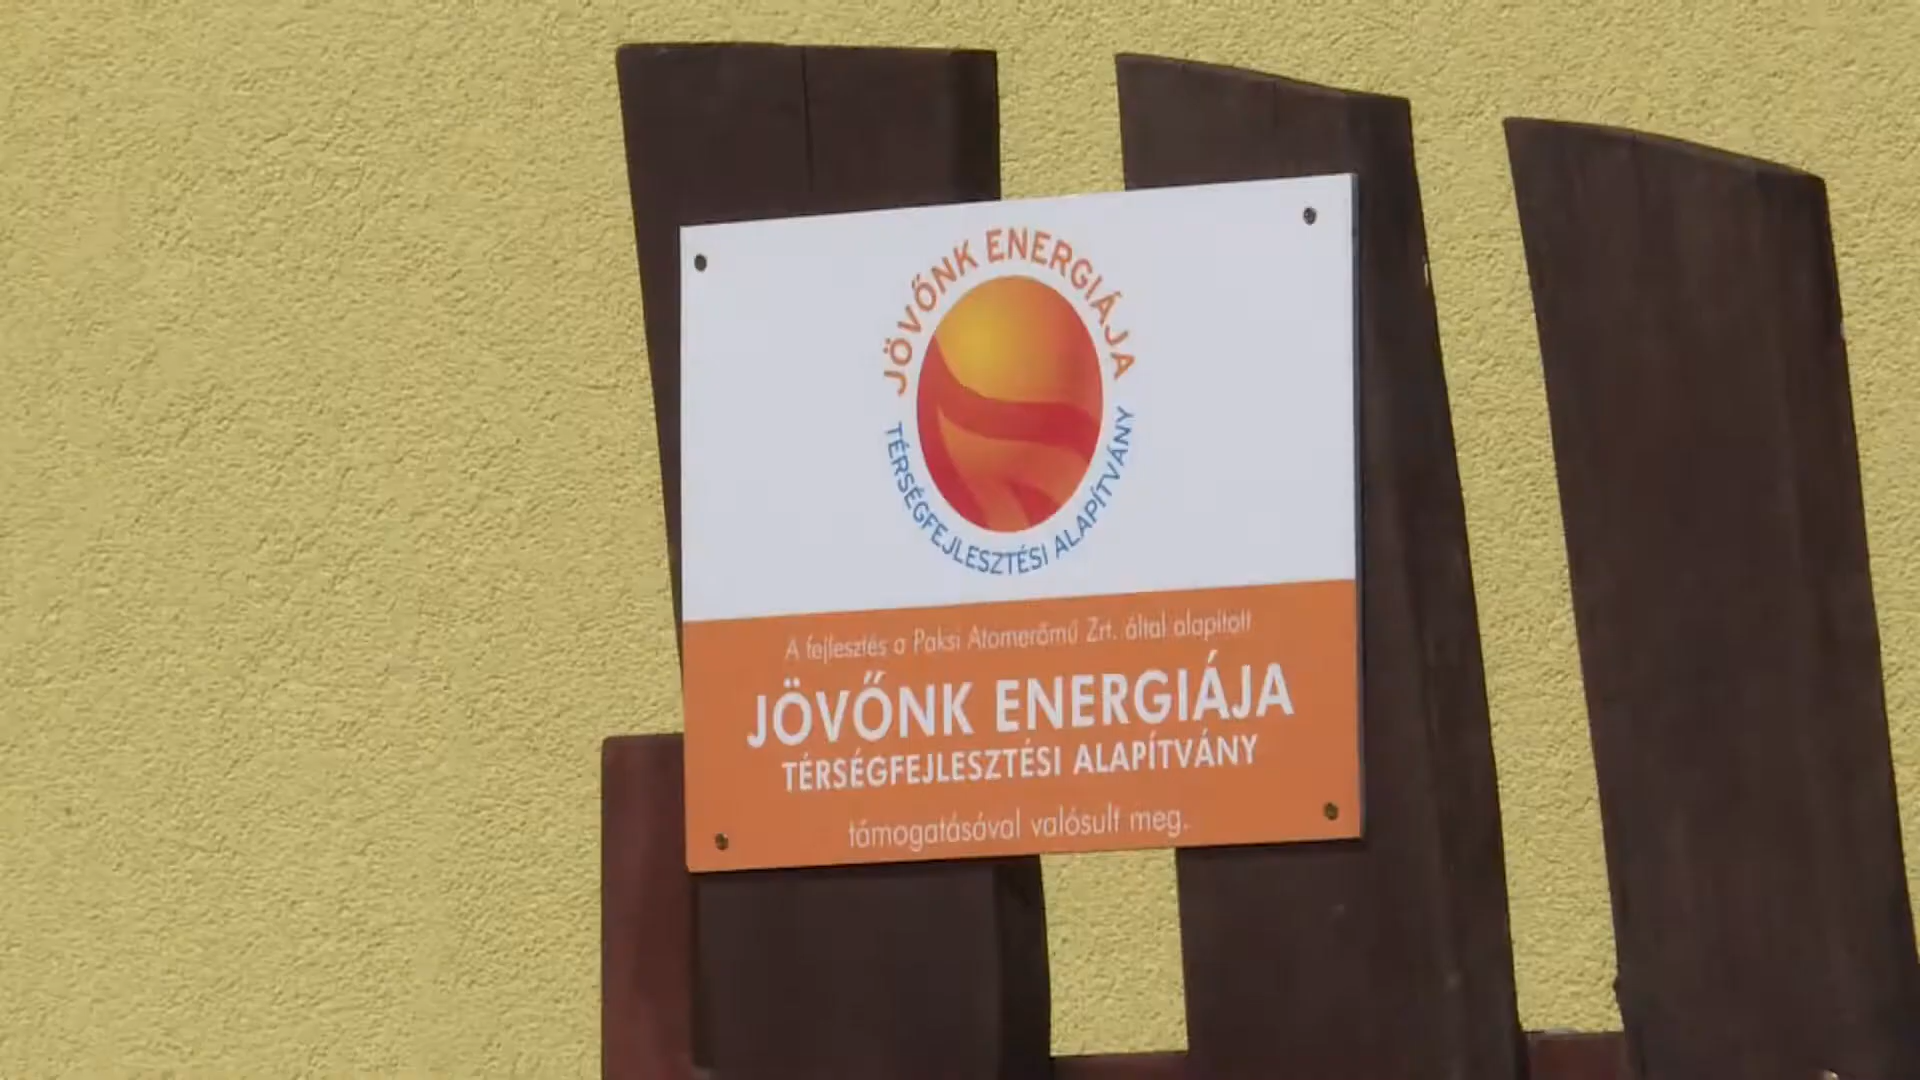 JÖVŐNK ENERGIÁJA
TÉRSÉGFEJLESZTÉSI ALAPÍTVÁNY
A fejlesztés a Paksi Atomerőmű Zrt. által alapított
JÖVŐNK ENERGIÁJA
TÉRSÉGFEJLESZTÉSI ALAPÍTVÁNY
támogatásával valósult meg.